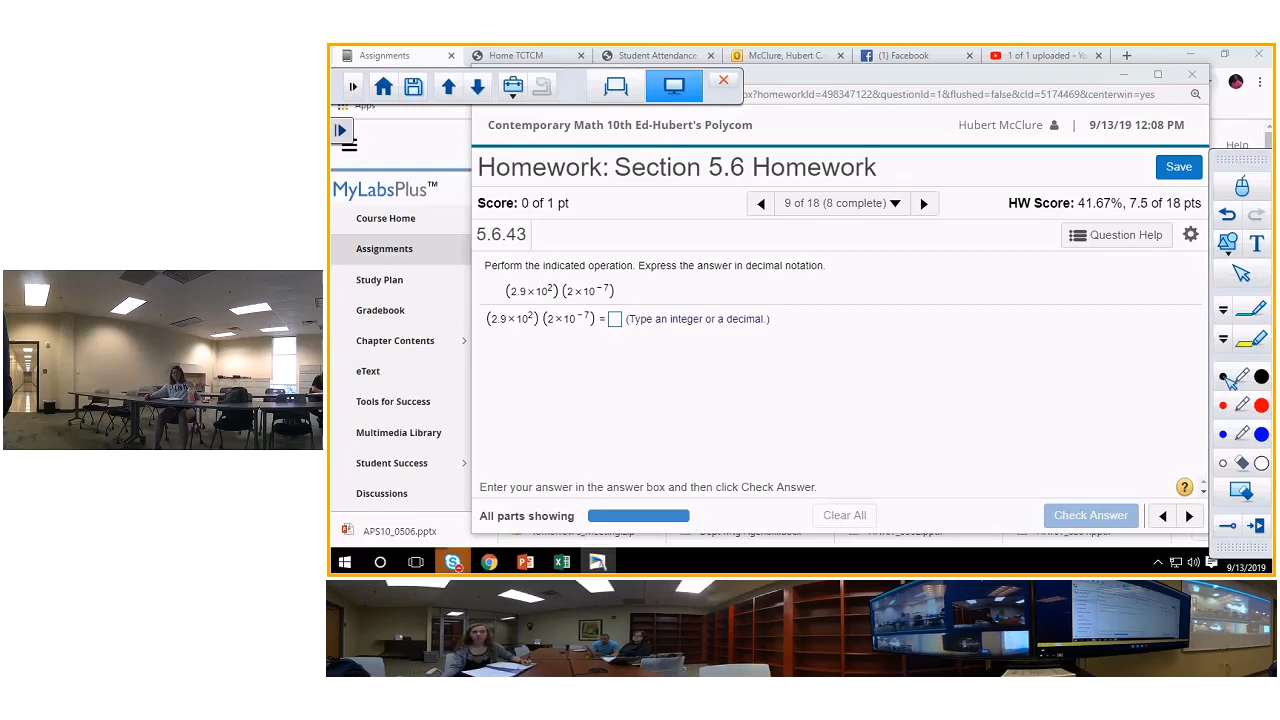 Assignments
Home TCTCM
Student Attendance
McClure, Hubert C.
(1) Facebook
1 of 1 uploaded - Yo
Apps
ox?homeworkId=498347122&questionId=1&flushed=false&cId=5174469&centerwin=yes
Contemporary Math 10th Ed-Hubert's Polycom
Hubert McClure
9/13/19 12:08 PM
Help
Homework: Section 5.6 Homework
Save
MyLabsPlus™
Score: 0 of 1 pt
9 of 18 (8 complete)
HW Score: 41.67%, 7.5 of 18 pts
Course Home
5.6.43
Question Help
Assignments
Perform the indicated operation. Express the answer in decimal notation.
Study Plan
(2.9×10²)(2×10⁻⁷)
Gradebook
(2.9×10²)(2×10⁻⁷) = (Type an integer or a decimal.)
Chapter Contents
eText
Tools for Success
Multimedia Library
Student Success
Discussions
Enter your answer in the answer box and then click Check Answer.
?
All parts showing
Clear All
Check Answer
APS10_0506.pptx
9/13/2019